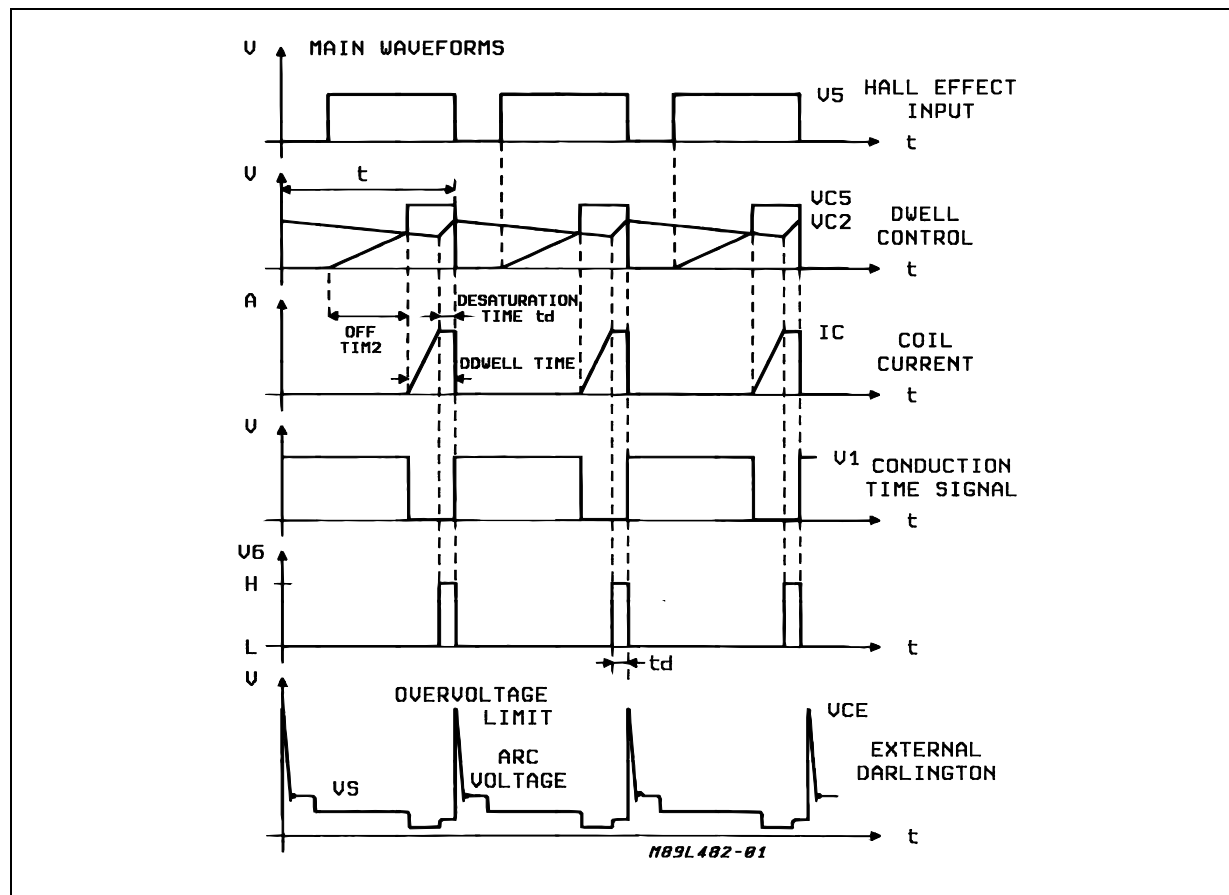 V MAIN WAVEFORMS
V5
HALL EFFECT
INPUT
t
V
t
VC5
VC2
DWELL
CONTROL
t
A
DESATURATION
TIME td
OFF
TIM2
DDWELL TIME
IC
COIL
CURRENT
t
V
V1
CONDUCTION
TIME SIGNAL
t
V6
H
L
t
td
V
OVERVOLTAGE
LIMIT
VCE
ARC
VOLTAGE
VS
EXTERNAL
DARLINGTON
t
M89L482-01